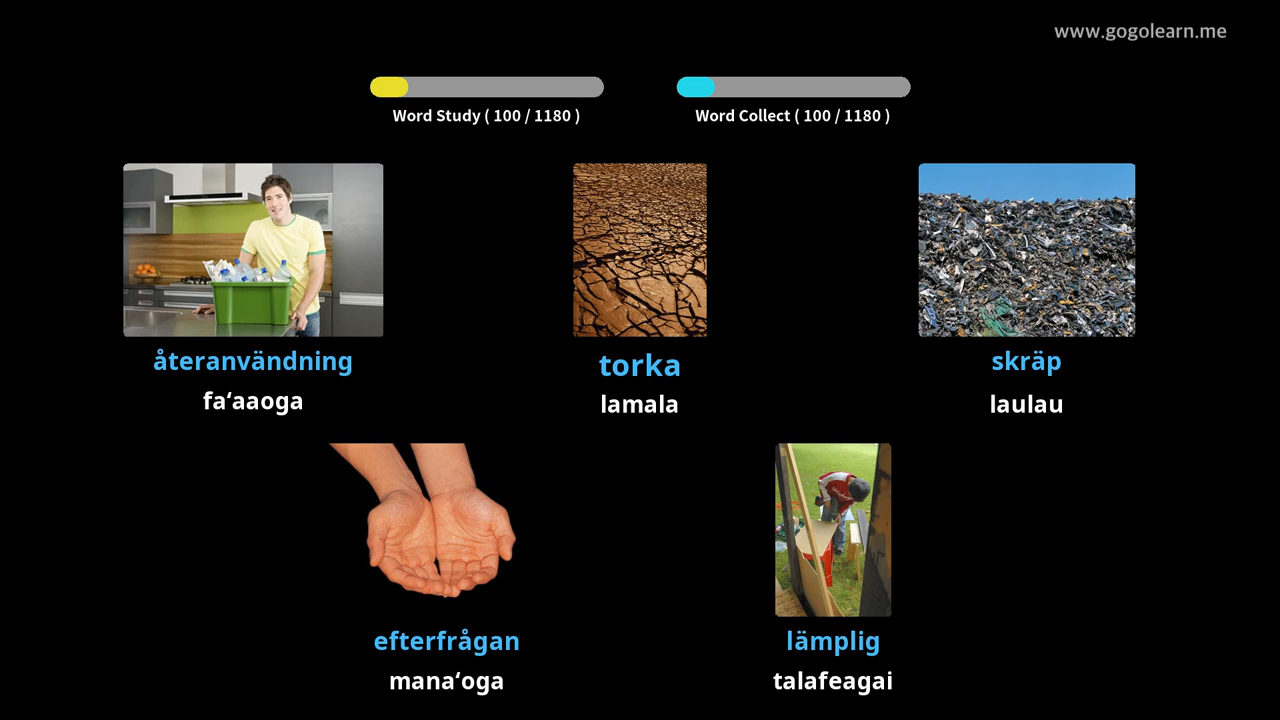 www.gogolearn.me
Word Study ( 100 / 1180 )
Word Collect ( 100 / 1180 )
återanvändning
torka
skräp
faʻaaoga
lamala
laulau
efterfrågan
lämplig
manaʻoga
talafeagai